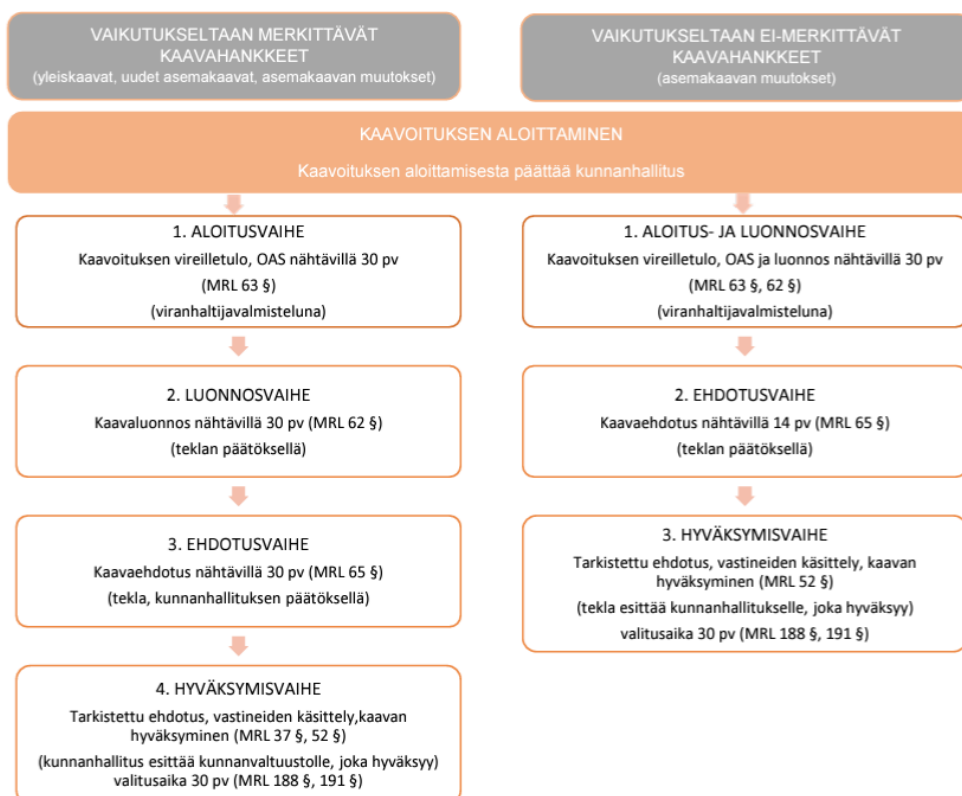 VAIKUTUKSELTAAN MERKITTÄVÄT
KAAVAHANKKEET
(yleiskaavat, uudet asemakaavat, asemakaavan muutokset)
VAIKUTUKSELTAAN EI-MERKITTÄVÄT
KAAVAHANKKEET
(asemakaavan muutokset)
KAAVOITUKSEN ALOITTAMINEN
Kaavoituksen aloittamisesta päättää kunnanhallitus
1. ALOITUSVAIHE
Kaavoituksen vireilletulo, OAS nähtävillä 30 pv
(MRL 63 §)
(viranhaltijavalmisteluna)
2. LUONNOSVAIHE
Kaavaluonnos nähtävillä 30 pv (MRL 62 §)
(teklan päätöksellä)
3. EHDOTUSVAIHE
Kaavaehdotus nähtävillä 30 pv (MRL 65 §)
(tekla, kunnanhallituksen päätöksellä)
4. HYVÄKSYMISVAIHE
Tarkistettu ehdotus, vastineiden käsittely,kaavan
hyväksyminen (MRL 37 §, 52 §)
(kunnanhallitus esittää kunnanvaltuustolle, joka hyväksyy)
valitusaika 30 pv (MRL 188 §, 191 §)
1. ALOITUS- JA LUONNOSVAIHE
Kaavoituksen vireilletulo, OAS ja luonnos nähtävillä 30 pv
(MRL 63 §, 62 §)
(viranhaltijavalmisteluna)
2. EHDOTUSVAIHE
Kaavaehdotus nähtävillä 14 pv (MRL 65 §)
(teklan päätöksellä)
3. HYVÄKSYMISVAIHE
Tarkistettu ehdotus, vastineiden käsittely, kaavan
hyväksyminen (MRL 52 §)
(tekla esittää kunnanhallitukselle, joka hyväksyy)
valitusaika 30 pv (MRL 188 §, 191 §)